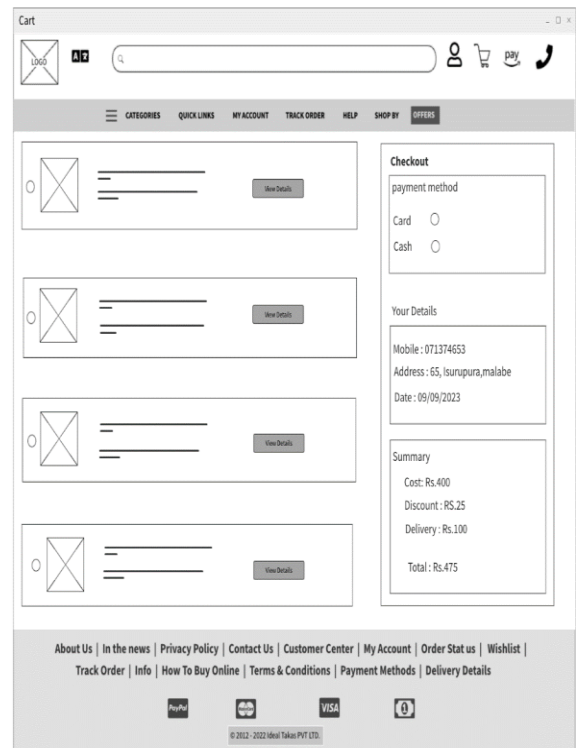 Cart
LOGO
pay
CATEGORIES QUICK LINKS MY ACCOUNT TRACK ORDER HELP SHOP BY OFFERS
View Details
View Details
View Details
View Details
Checkout
payment method
Card
Cash
Your Details
Mobile : 071374653
Address : 65, Isurupura,malabe
Date : 09/09/2023
Summary
Cost: Rs.400
Discount : RS.25
Delivery : Rs.100
Total : Rs.475
About Us | In the news | Privacy Policy | Contact Us | Customer Center | My Account | Order Stat us | Wishlist |
Track Order | Info | How To Buy Online | Terms & Conditions | Payment Methods | Delivery Details
PayPal VISA
© 2012 - 2022 Ideal Takas PVT LTD.